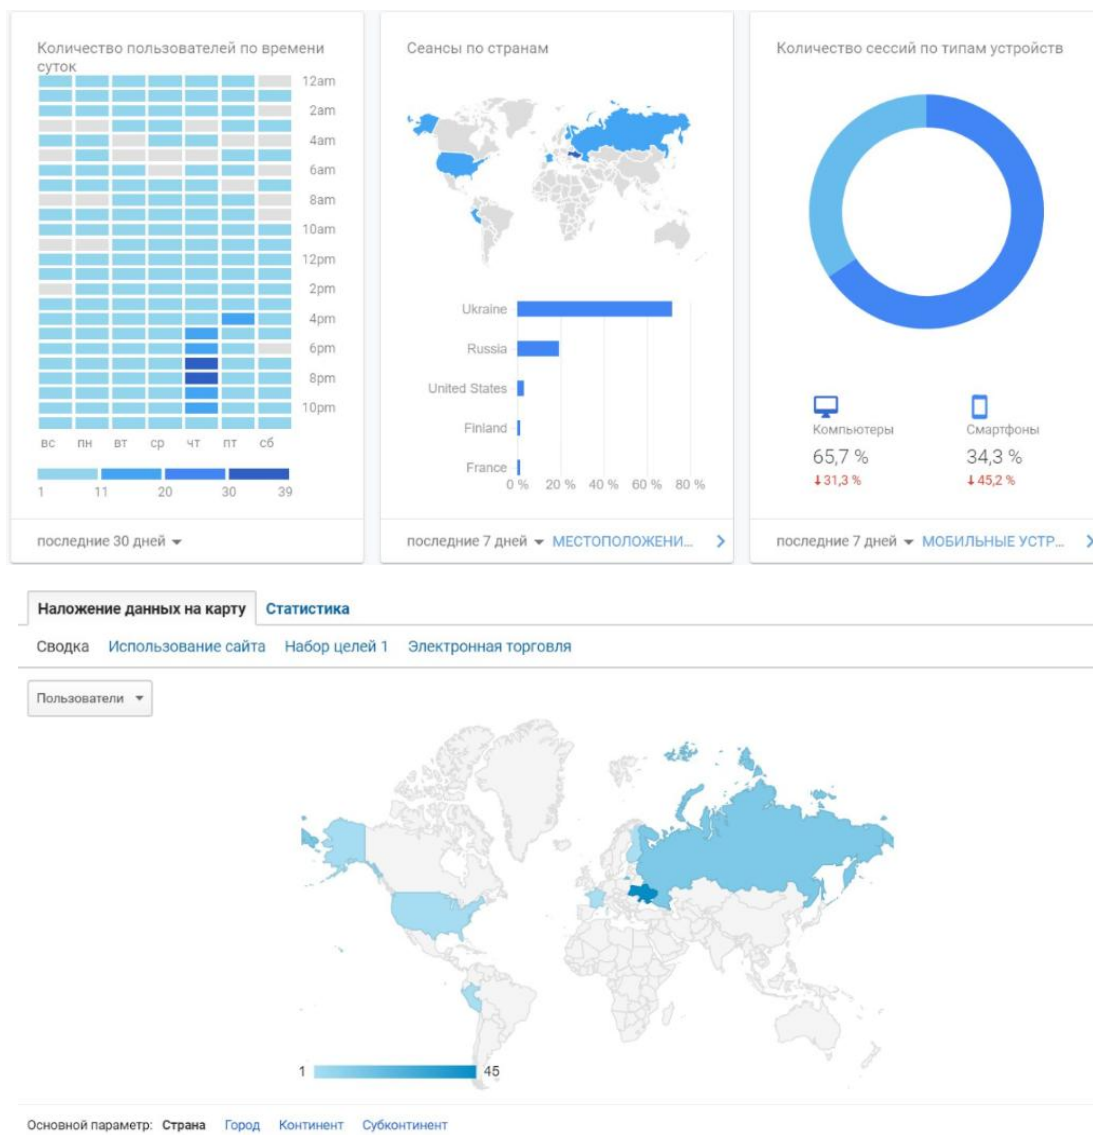 Количество пользователей по времени
суток
12am
2am
4am
6am
8am
10am
12pm
2pm
4pm
6pm
8pm
10pm
вс пн вт ср чт пт сб
1 11 20 30 39
последние 30 дней
Сеансы по странам
Ukraine
Russia
United States
Finland
France
0 % 20 % 40 % 60 % 80 %
последние 7 дней МЕСТОПОЛОЖЕНИ...
Количество сессий по типам устройств
Компьютеры Смартфоны
65,7 % 34,3 %
↓31,3 % ↓45,2 %
последние 7 дней МОБИЛЬНЫЕ УСТР...
Наложение данных на карту Статистика
Сводка Использование сайта Набор целей 1 Электронная торговля
Пользователи
1 45
Основной параметр: Страна Город Континент Субконтинент